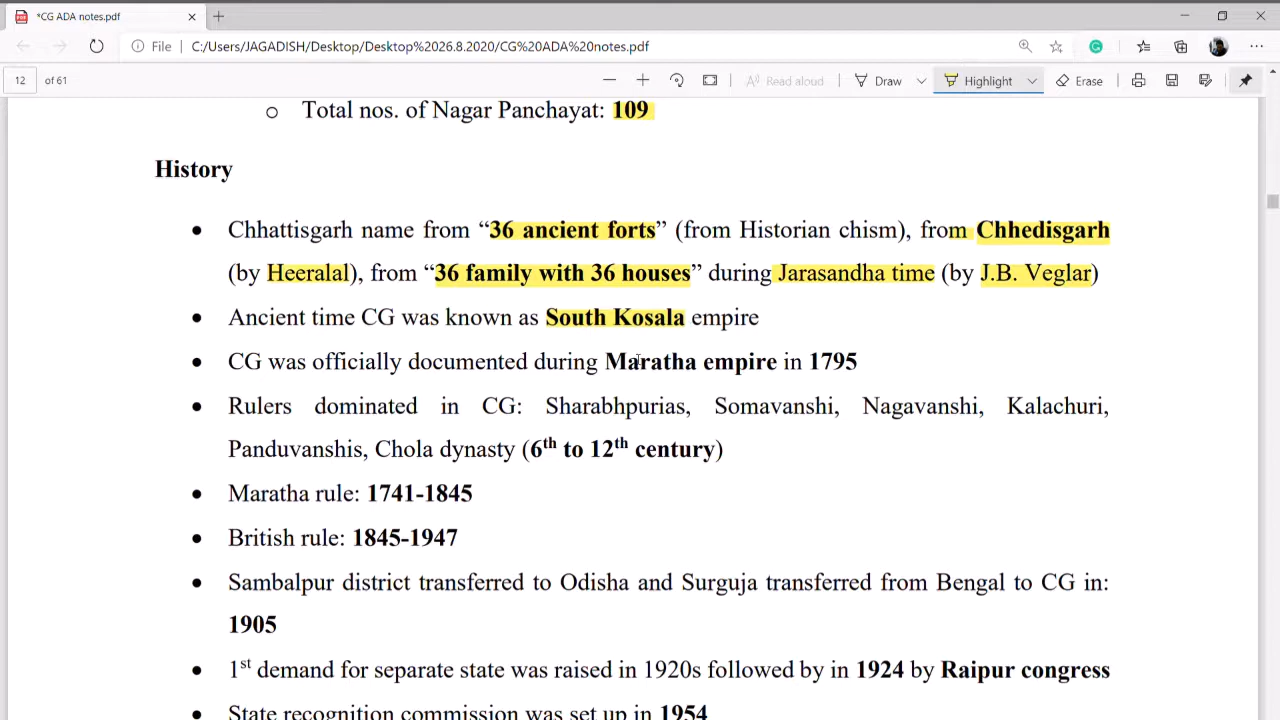 *CG ADA notes.pdf
File | C:/Users/JAGADISH/Desktop/Desktop%2026.8.2020/CG%20ADA%20notes.pdf
12 of 61 Read aloud Draw Highlight Erase
o Total nos. of Nagar Panchayat: 109
History
• Chhattisgarh name from “36 ancient forts” (from Historian chism), from Chhedisgarh
(by Heeralal), from “36 family with 36 houses” during Jarasandha time (by J.B. Veglar)
• Ancient time CG was known as South Kosala empire
• CG was officially documented during Maratha empire in 1795
• Rulers dominated in CG: Sharabhpurias, Somavanshi, Nagavanshi, Kalachuri,
Panduvanshis, Chola dynasty (6th to 12th century)
• Maratha rule: 1741-1845
• British rule: 1845-1947
• Sambalpur district transferred to Odisha and Surguja transferred from Bengal to CG in:
1905
• 1st demand for separate state was raised in 1920s followed by in 1924 by Raipur congress
• State recognition commission was set up in 1954